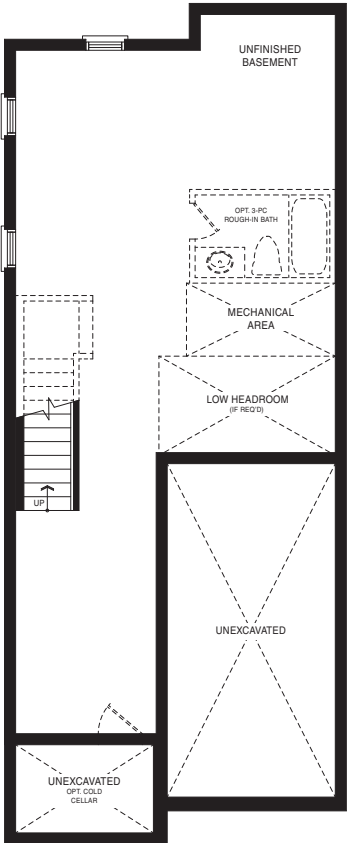 UNFINISHED
BASEMENT
OPT. 3-PC
ROUGH-IN BATH
MECHANICAL
AREA
LOW HEADROOM
(IF REQ'D)
UP
UNEXCAVATED
UNEXCAVATED
OPT. COLD
CELLAR